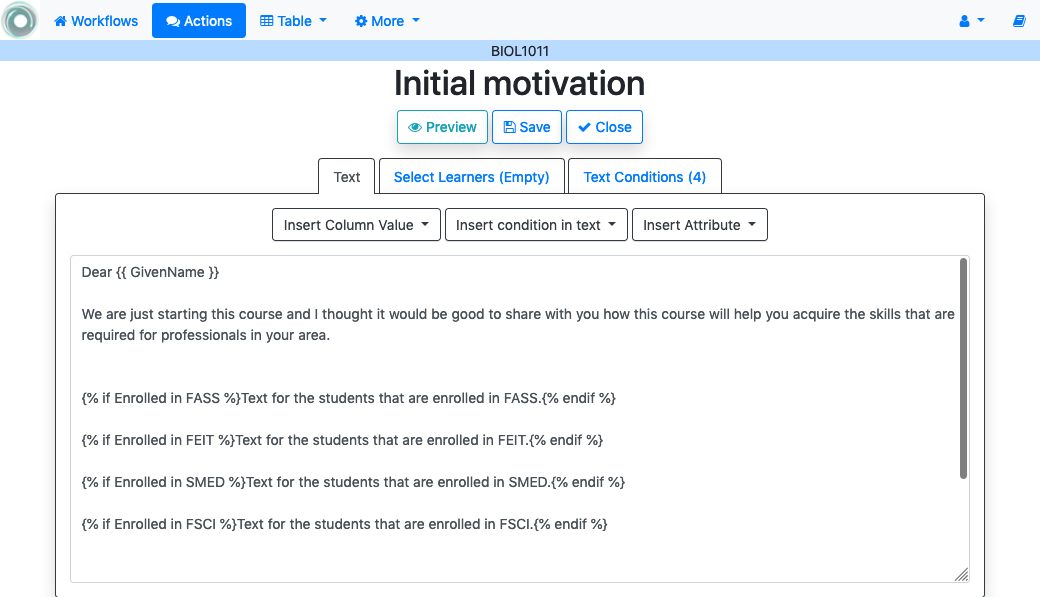 Workflows Actions Table More
BIOL1011
Initial motivation
Preview Save Close
Text Select Learners (Empty) Text Conditions (4)
Insert Column Value Insert condition in text Insert Attribute
Dear {{ GivenName }}
We are just starting this course and I thought it would be good to share with you how this course will help you acquire the skills that are
required for professionals in your area.
{% if Enrolled in FASS %}Text for the students that are enrolled in FASS.{% endif %}
{% if Enrolled in FEIT %}Text for the students that are enrolled in FEIT.{% endif %}
{% if Enrolled in SMED %}Text for the students that are enrolled in SMED.{% endif %}
{% if Enrolled in FSCI %}Text for the students that are enrolled in FSCI.{% endif %}